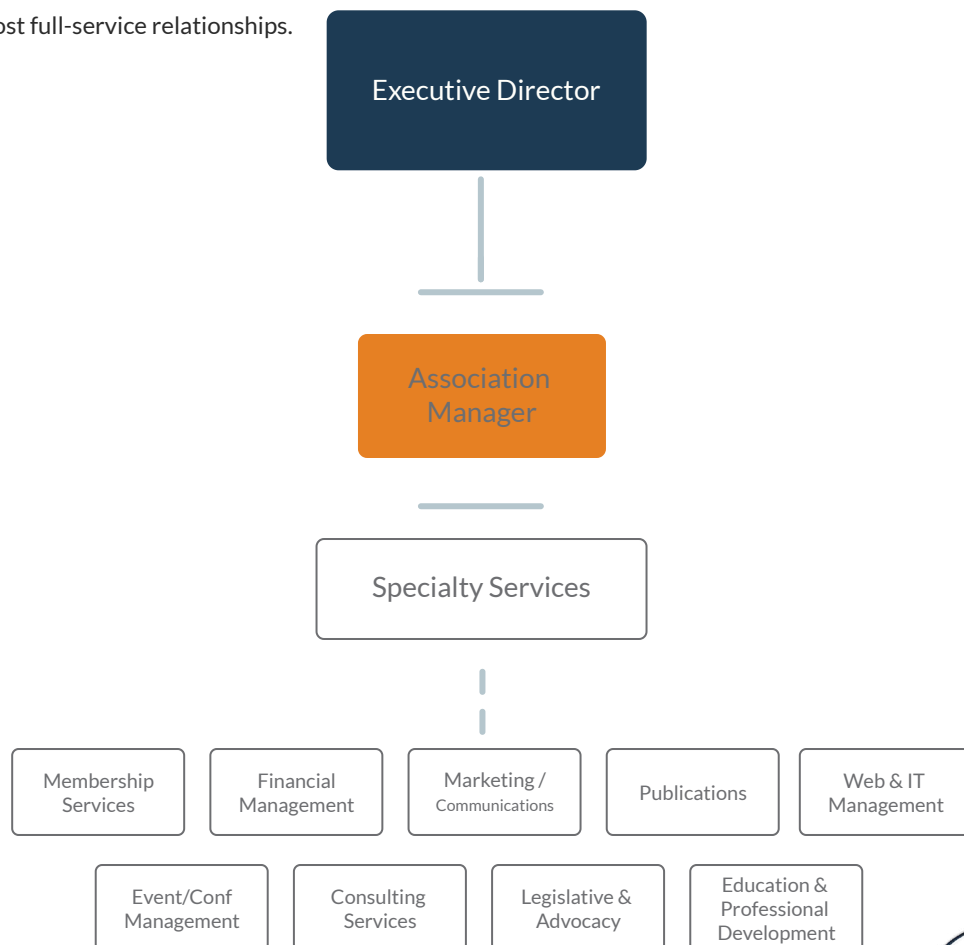 full-service relationships.
Executive Director
Association
Manager
Specialty Services
Membership
Services
Financial
Management
Marketing /
Communications
Publications
Web & IT
Management
Event/Conf
Management
Consulting
Services
Legislative &
Advocacy
Education &
Professional
Development